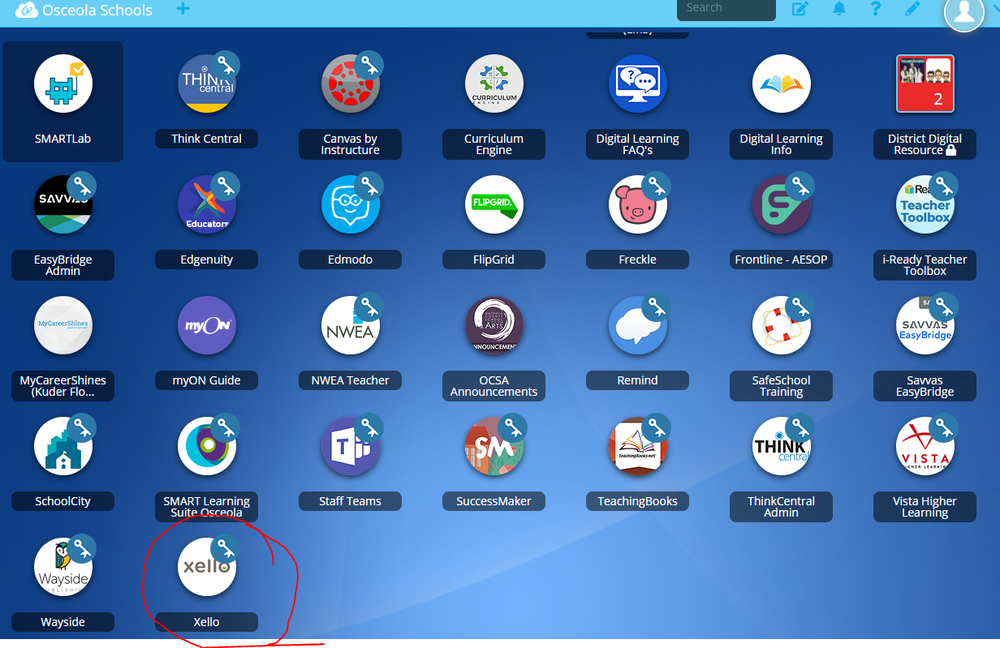 Osceola Schools
Search
THINK
central
CURRICULUM
ENGINE
2
SMARTLab
Think Central
Canvas by
Instructure
Curriculum
Engine
Digital Learning
FAQ's
Digital Learning
Info
District Digital
Resource
SAVVAS
Educators
FLIPGRID.
Teacher
Toolbox
EasyBridge
Admin
Edgenuity
Edmodo
FlipGrid
Freckle
Frontline - AESOP
i-Ready Teacher
Toolbox
MyCareerShines
myON
NWEA
OSCEOLA
COUNTY
SCHOOL
ARTS
ANNOUNCEMENT
SAVVAS
EasyBridge
MyCareerShines
(Kuder Flo...
myON Guide
NWEA Teacher
OCSA
Announcements
Remind
SafeSchool
Training
Savvas
EasyBridge
T
SM
TeachingBooks.net
THINK
central
VISTA
HIGHER LEARNING
SchoolCity
SMART Learning
Suite Osceola
Staff Teams
SuccessMaker
TeachingBooks
ThinkCentral
Admin
Vista Higher
Learning
Wayside
PUBLISHING
xello
Wayside
Xello